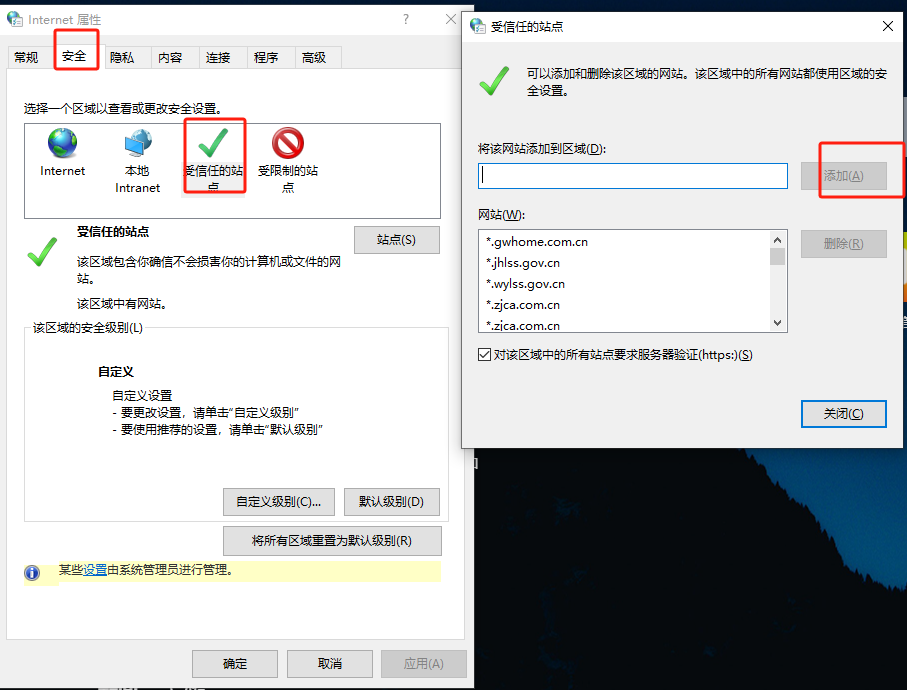 Internet 属性
?
常规
安全
隐私
内容
连接
程序
高级
选择一个区域以查看或更改安全设置。
Internet
本地
Intranet
受信任的站
点
受限制的站
点
受信任的站点
站点(S)
该区域包含你确信不会损害你的计算机或文件的网
站。
该区域中有网站。
该区域的安全级别(L)
自定义
自定义设置
- 要更改设置，请单击“自定义级别”
- 要使用推荐的设置，请单击“默认级别”
自定义级别(C)...
默认级别(D)
将所有区域重置为默认级别(R)
某些设置由系统管理员进行管理。
确定
取消
应用(A)
受信任的站点
可以添加和删除该区域的网站。该区域中的所有网站都使用区域的安
全设置。
将该网站添加到区域(D):
添加(A)
网站(W):
*.gwhome.com.cn
*.jhlss.gov.cn
*.wylss.gov.cn
*.zjca.com.cn
*.zjca.com.cn
删除(R)
对该区域中的所有站点要求服务器验证(https:)(S)
关闭(C)